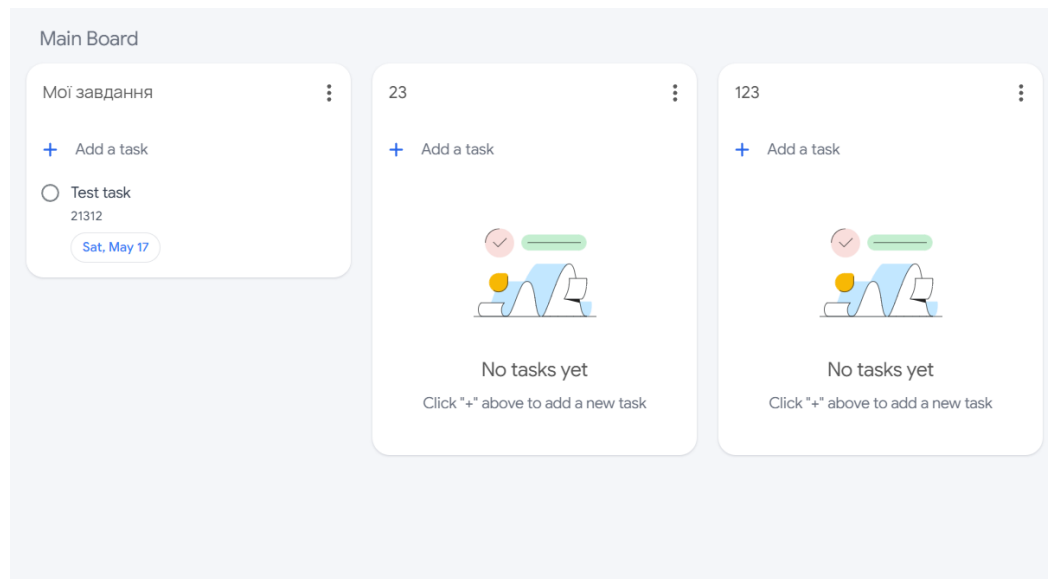 Main Board
Мої завдання
Add a task
Test task
21312
Sat, May 17
23
Add a task
No tasks yet
Click "+" above to add a new task
123
Add a task
No tasks yet
Click "+" above to add a new task